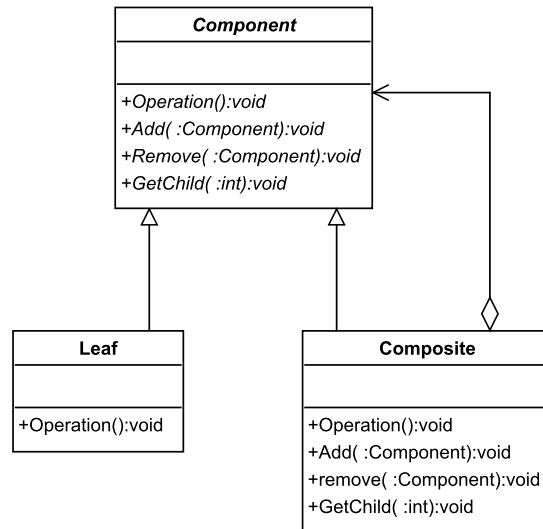 Component
+Operation():void
+Add( :Component):void
+Remove( :Component):void
+GetChild( :int):void
Leaf
+Operation():void
Composite
+Operation():void
+Add( :Component):void
+remove( :Component):void
+GetChild( :int):void